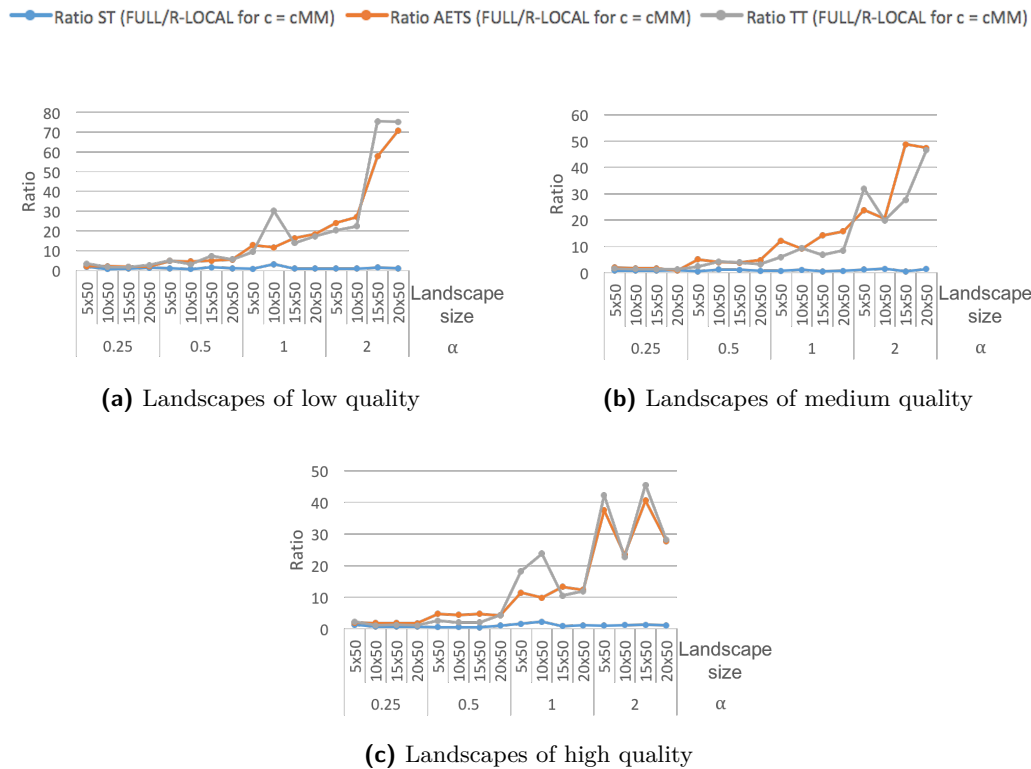 Ratio ST (FULL/R-LOCAL for c = cMM) Ratio AETS (FULL/R-LOCAL for c = cMM) Ratio TT (FULL/R-LOCAL for c = cMM)
80
70
60
50
40
30
20
10
0
Ratio
5x50 10x50 15x50 20x50 5x50 10x50 15x50 20x50 5x50 10x50 15x50 20x50 5x50 10x50 15x50 20x50
Landscape
size
0.25 0.5 1 2 α
(a) Landscapes of low quality
60
50
40
30
20
10
0
Ratio
5x50 10x50 15x50 20x50 5x50 10x50 15x50 20x50 5x50 10x50 15x50 20x50 5x50 10x50 15x50 20x50
Landscape
size
0.25 0.5 1 2 α
(b) Landscapes of medium quality
50
40
30
20
10
0
Ratio
5x50 10x50 15x50 20x50 5x50 10x50 15x50 20x50 5x50 10x50 15x50 20x50 5x50 10x50 15x50 20x50
Landscape
size
0.25 0.5 1 2 α
(c) Landscapes of high quality